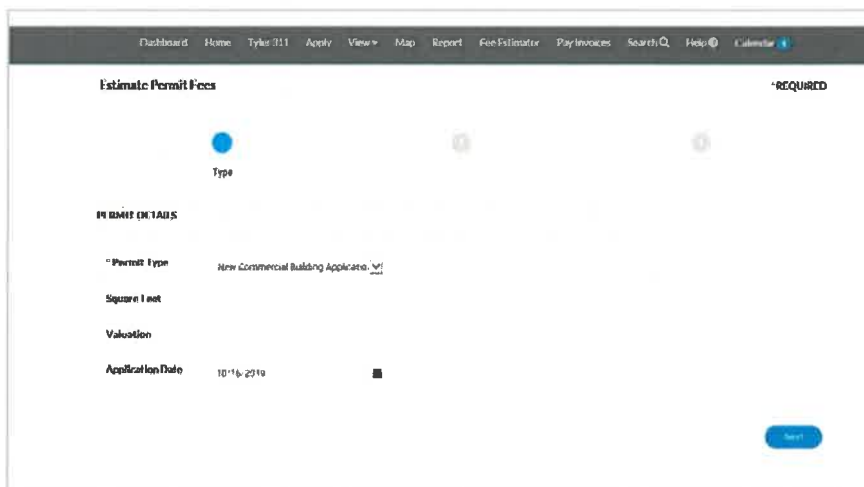 Dashboard Home Tyler 311 Apply View Map Report Fee Estimator Pay Invoices Search Help Calendar
Estimate Permit Fees *REQUIRED
Type
PERMIT DETAILS
* Permit Type New Commercial Building Applicatio
Square Feet
Valuation
Application Date 10/16/2019
Next